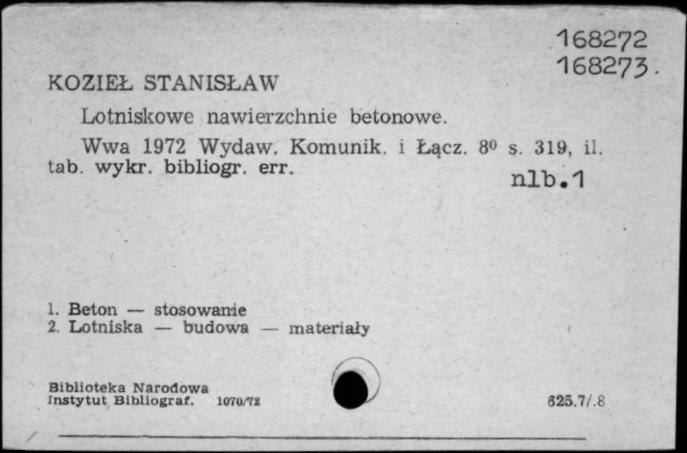 168272
168273.
KOZIEŁ STANISŁAW
Lotniskowe nawierzchnie betonowe.
Wwa 1972 Wydaw. Komunik. i Łącz. 8⁰ s. 319, il.
tab. wykr. bibliogr. err.
nlb.1
1. Beton — stosowanie
2. Lotniska — budowa — materiały
Biblioteka Narodowa
Instytut Bibliograf. 1070/72
625.7/.8